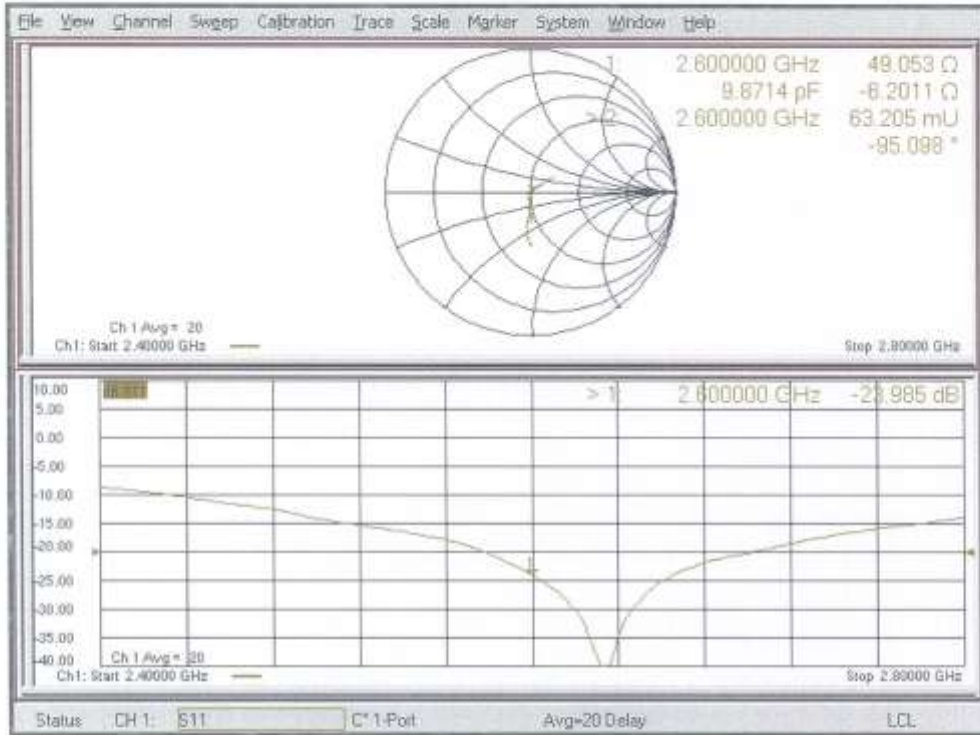 File View Channel Sweep Calibration Trace Scale Marker System Window Help
1: 2.600000 GHz 49.053 Ω
9.8714 pF -6.2011 Ω
> 2: 2.600000 GHz 63.205 mU
-95.098 °
Ch 1 Avg = 20
Ch1: Start 2.40000 GHz
Stop 2.80000 GHz
10.00
> 1: 2.600000 GHz -23.985 dB
5.00
0.00
-5.00
-10.00
-15.00
-20.00
-25.00
-30.00
-35.00
-40.00
1
Ch 1 Avg = 20
Ch1: Start 2.40000 GHz
Stop 2.80000 GHz
Status CH 1: S11 C* 1-Port Avg=20 Delay LCL